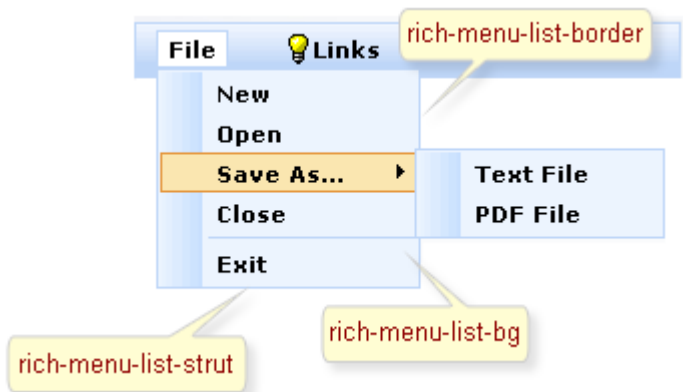 File Links rich-menu-list-border
New
Open
Save As... Text File
Close PDF File
Exit
rich-menu-list-bg
rich-menu-list-strut